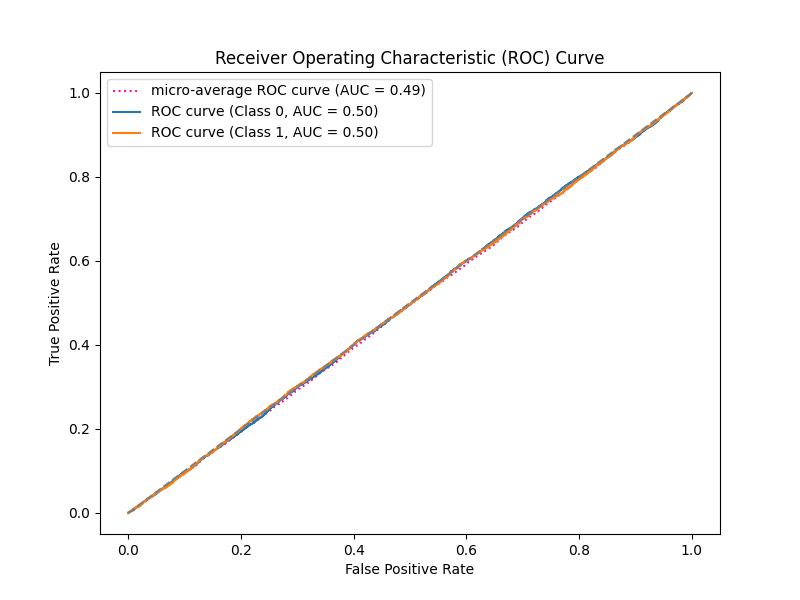 Receiver Operating Characteristic (ROC) Curve
micro-average ROC curve (AUC = 0.49)
ROC curve (Class 0, AUC = 0.50)
ROC curve (Class 1, AUC = 0.50)
True Positive Rate
1.0
0.8
0.6
0.4
0.2
0.0
0.0 0.2 0.4 0.6 0.8 1.0
False Positive Rate